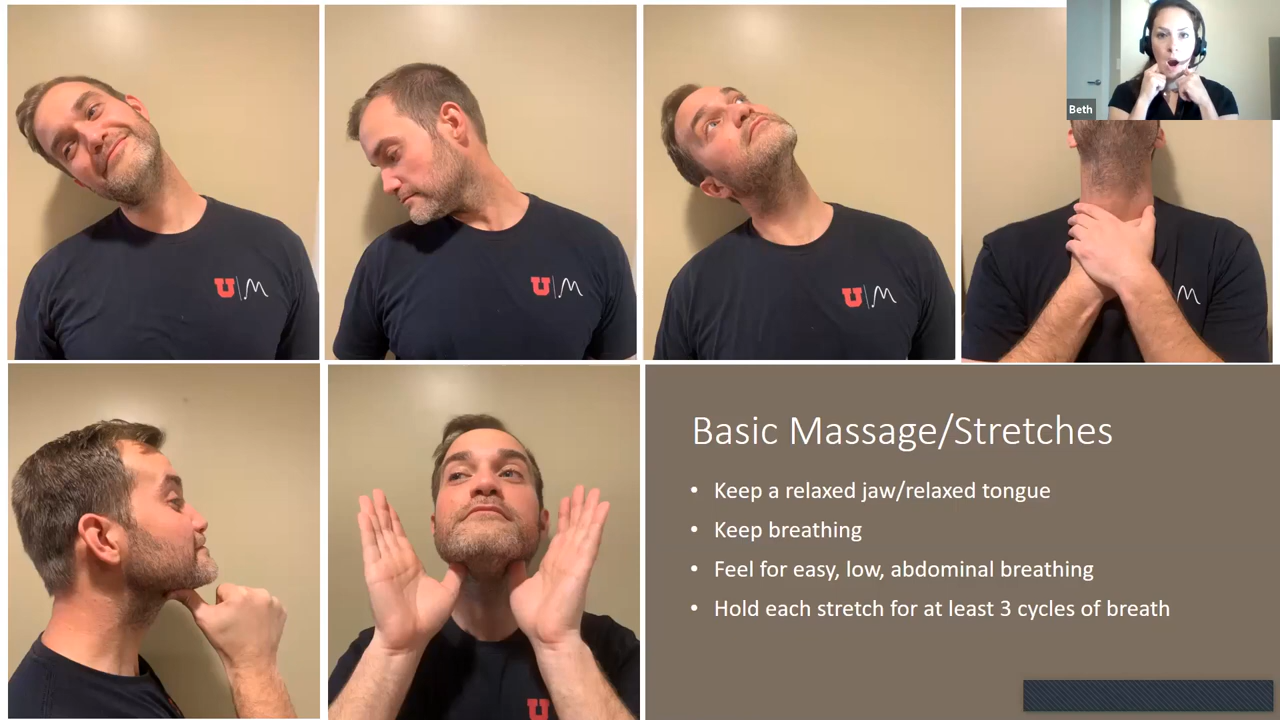 U|M
U|M
U|M
M
Beth
U
Basic Massage/Stretches
• Keep a relaxed jaw/relaxed tongue
• Keep breathing
• Feel for easy, low, abdominal breathing
• Hold each stretch for at least 3 cycles of breath